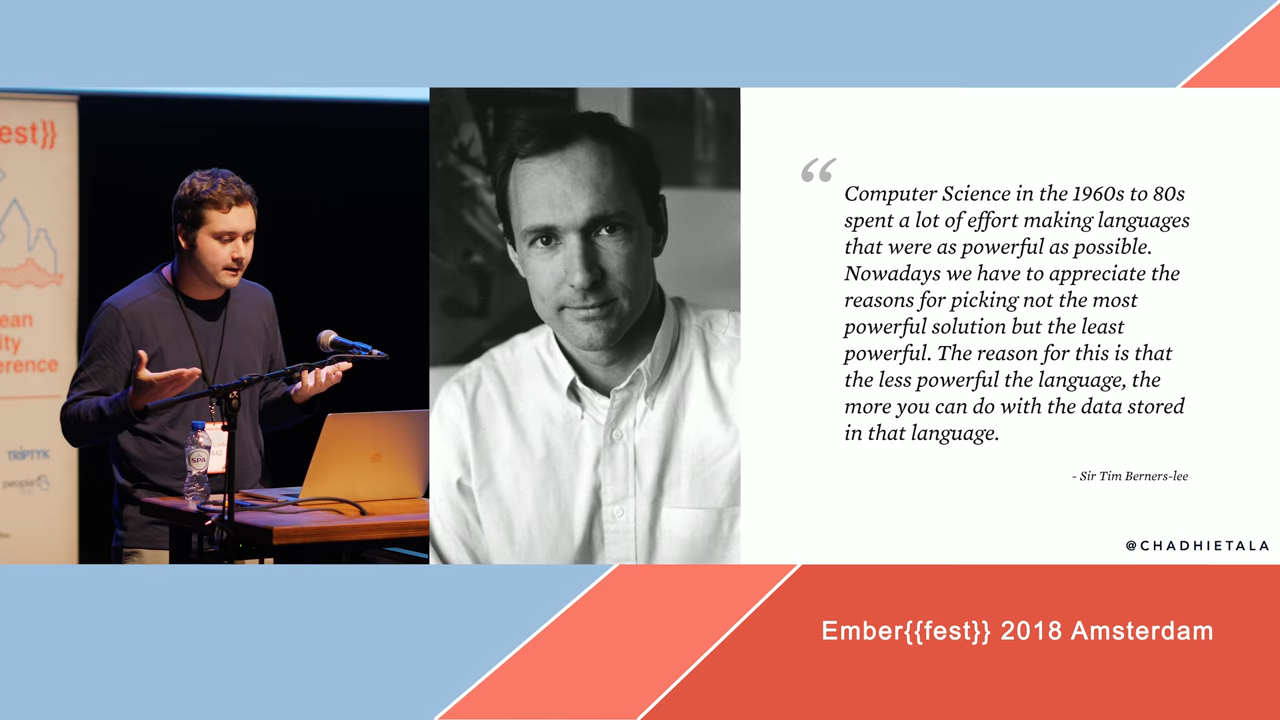 est}}
ean
ity
erence
TRIPTYK
people
SPA
“
Computer Science in the 1960s to 80s
spent a lot of effort making languages
that were as powerful as possible.
Nowadays we have to appreciate the
reasons for picking not the most
powerful solution but the least
powerful. The reason for this is that
the less powerful the language, the
more you can do with the data stored
in that language.
- Sir Tim Berners-lee
@CHADHIETALA
Ember{{fest}} 2018 Amsterdam